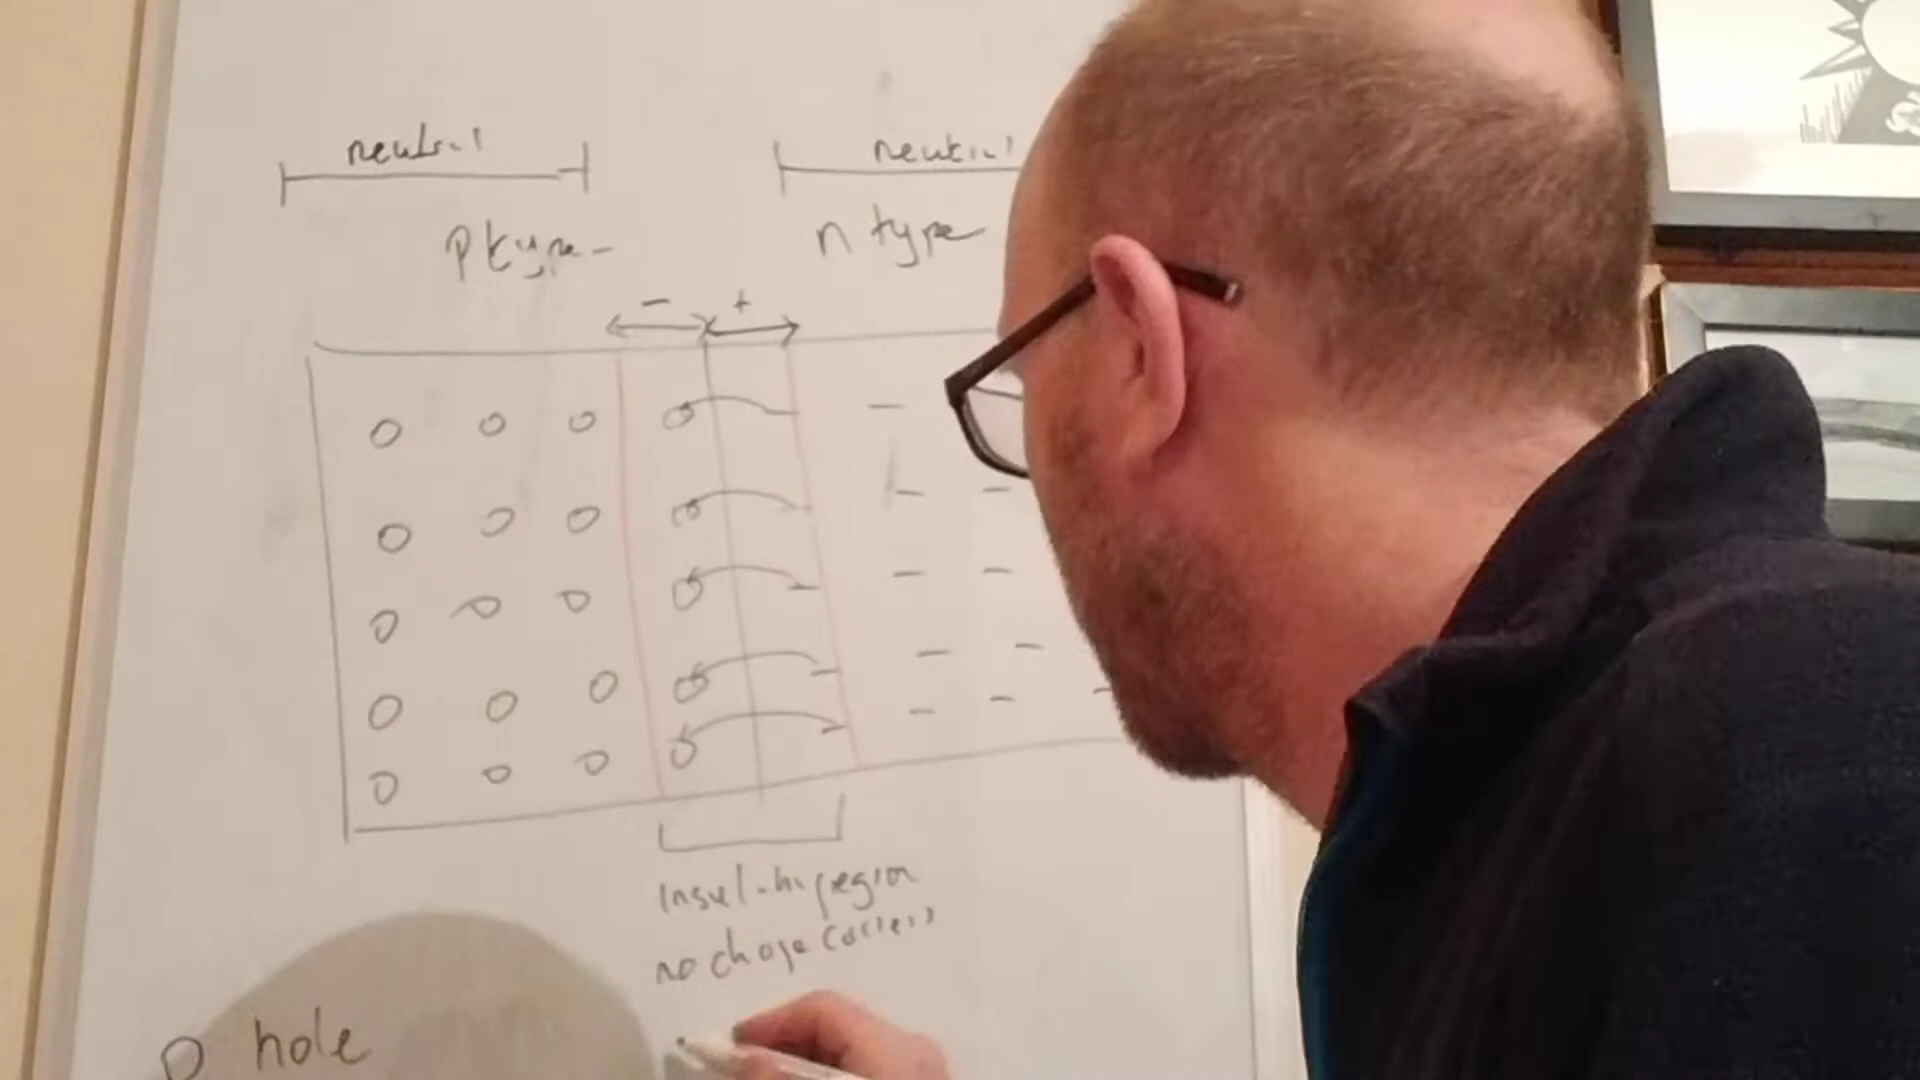 neutral neutral
p type n type
- +
insulating region
no charge carriers
O hole